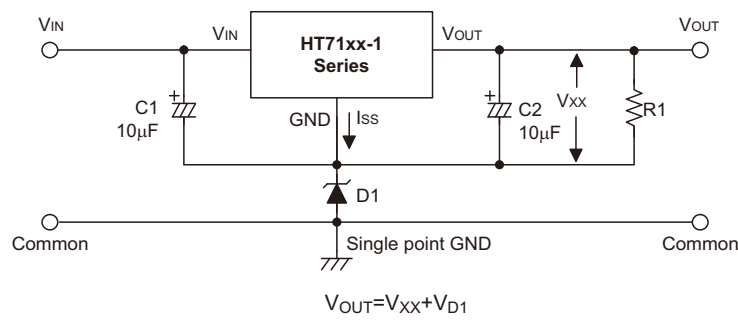 VIN
VIN
HT71xx-1
Series
VOUT
VOUT
C1
10μF
GND
ISS
C2
10μF
VXX
R1
D1
Common
Single point GND
Common
VOUT=VXX+VD1